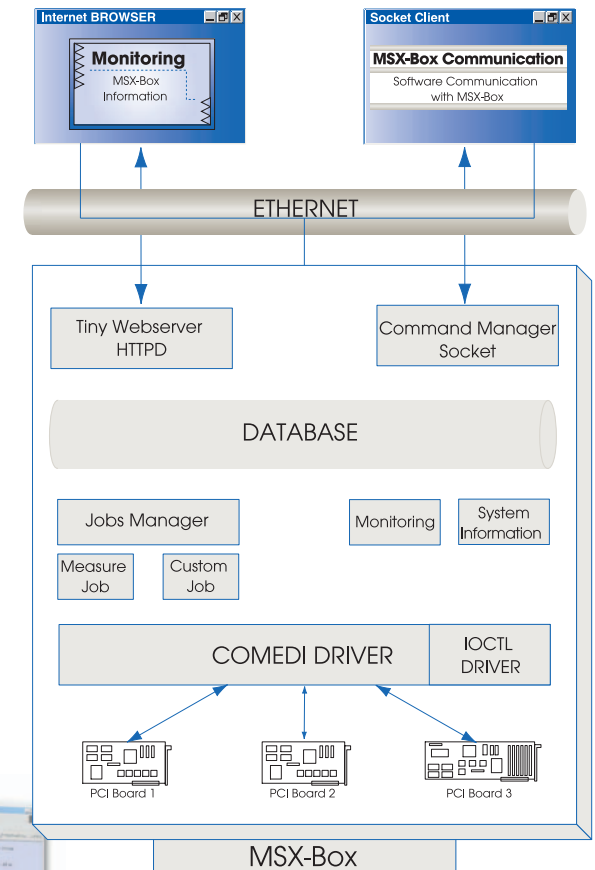 Internet BROWSER
Monitoring
MSX-Box
Information
Socket Client
MSX-Box Communication
Software Communication
with MSX-Box
ETHERNET
Tiny Webserver
HTTPD
Command Manager
Socket
DATABASE
Jobs Manager
Monitoring
System
Information
Measure
Job
Custom
Job
COMEDI DRIVER
IOCTL
DRIVER
PCI Board 1
PCI Board 2
PCI Board 3
MSX-Box